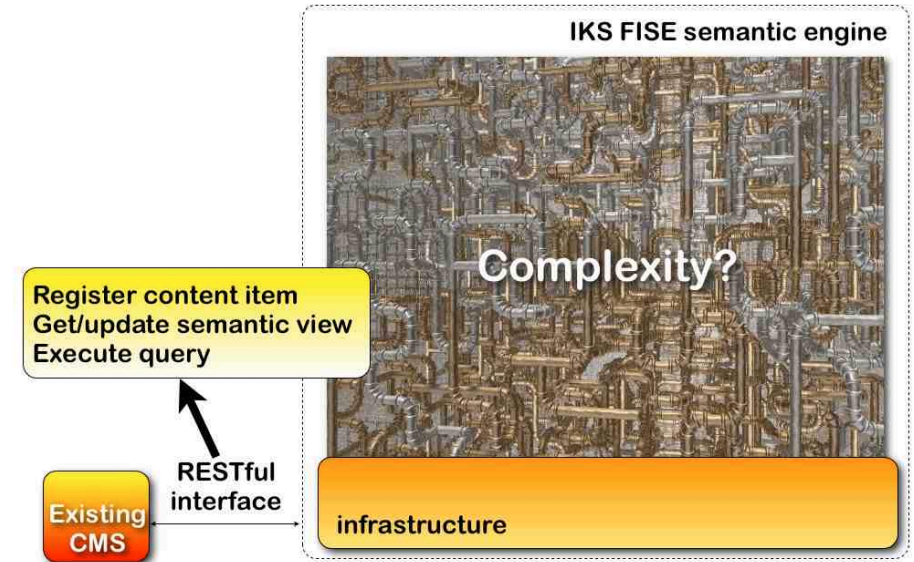 IKS FISE semantic engine
Complexity?
Register content item
Get/update semantic view
Execute query
RESTful
interface
Existing
CMS
infrastructure